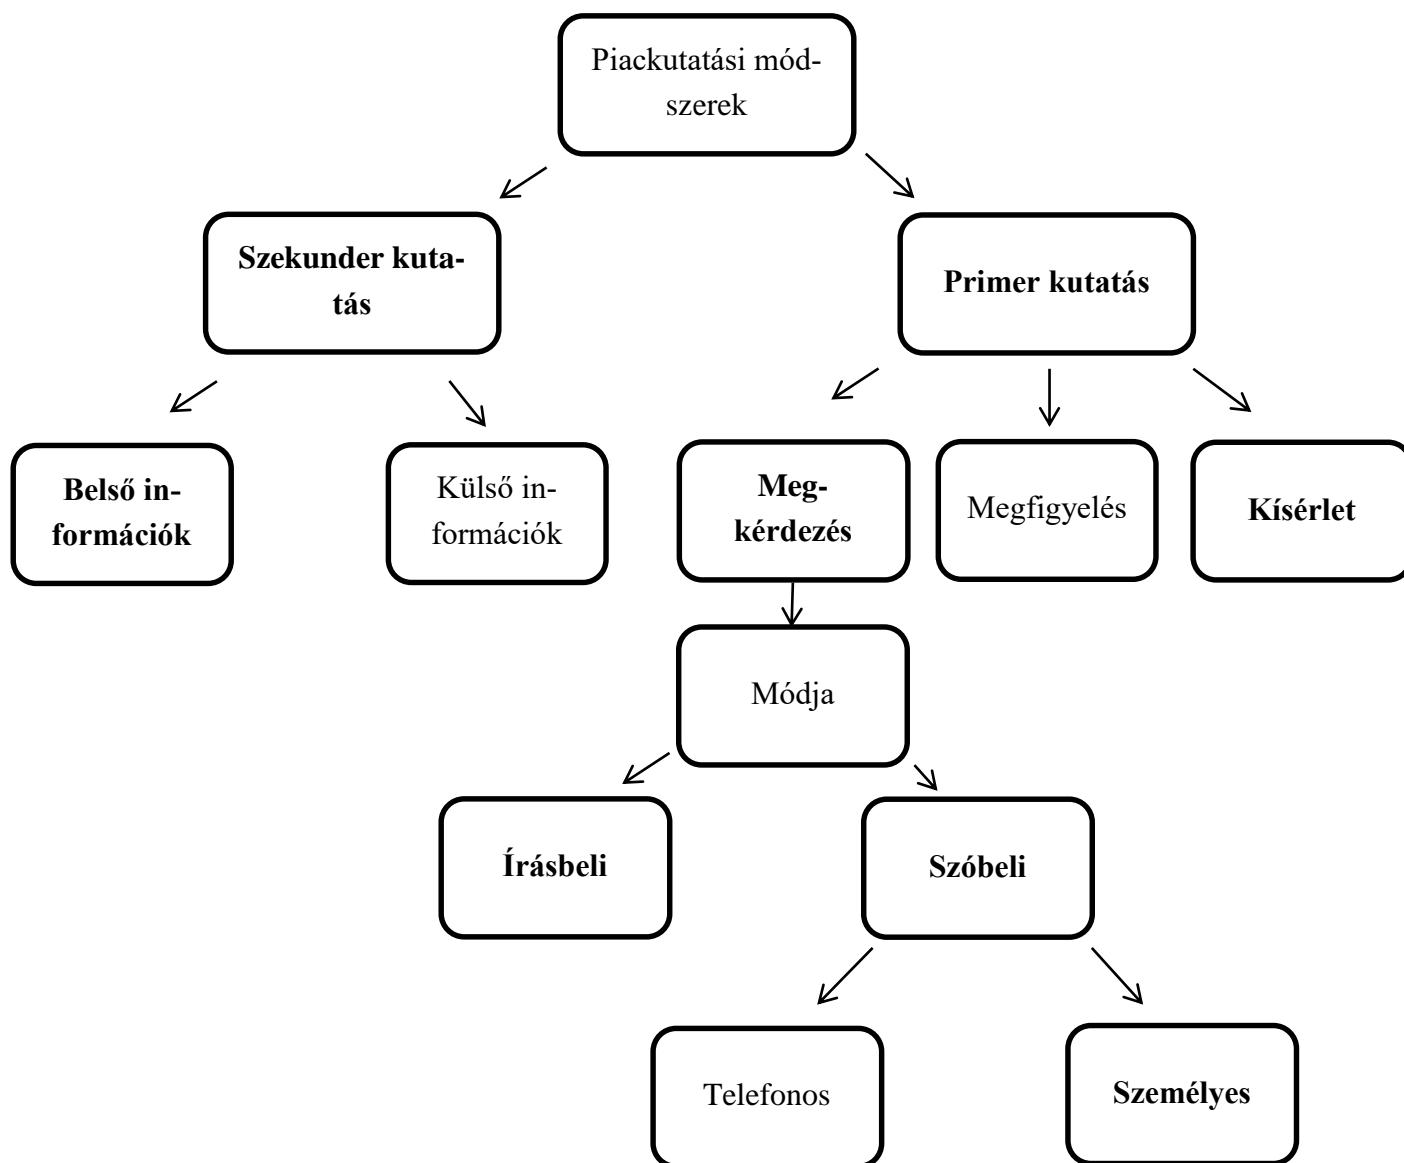 Piackutatási mód-
szerek
Szekunder kuta-
tás
Primer kutatás
Belső in-
formációk
Külső in-
formációk
Meg-
kérdezés
Megfigyelés
Kísérlet
Módja
Írásbeli
Szóbeli
Telefonos
Személyes